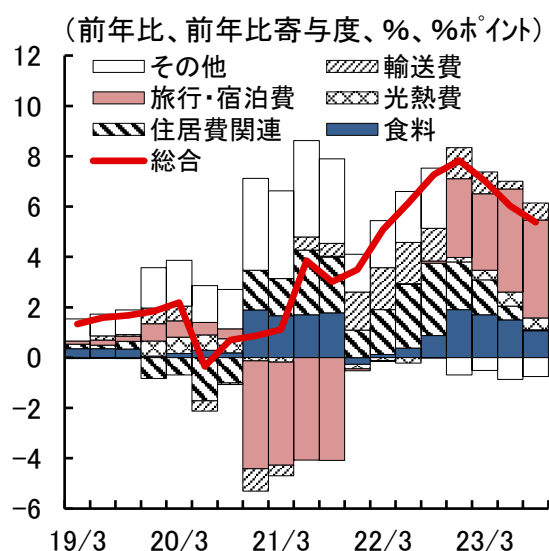 (前年比、前年比寄与度、%、%ポイント)
その他 輸送費
旅行・宿泊費 光熱費
住居費関連 食料
総合
12
10
8
6
4
2
0
−2
−4
−6
19/3 20/3 21/3 22/3 23/3